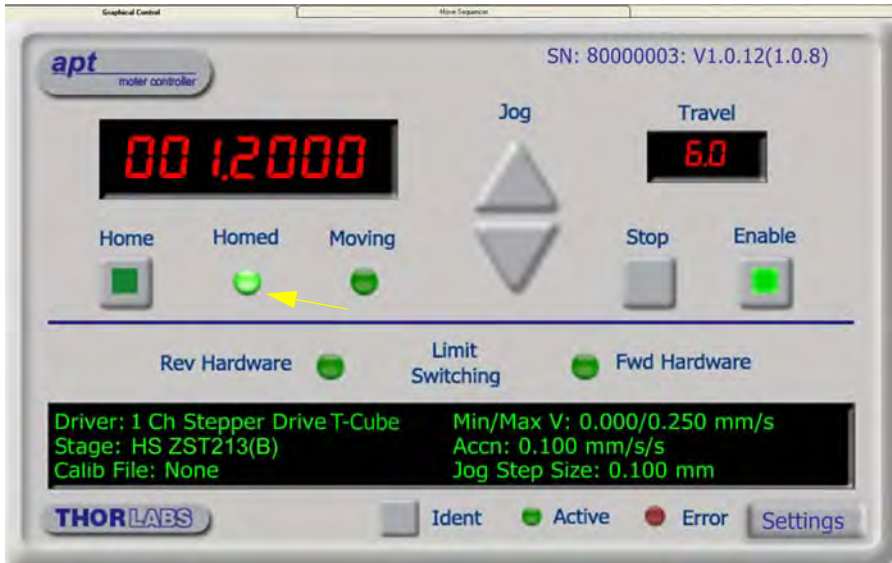 Graphical Control Move Sequencer
apt
moter controller
SN: 80000003: V1.0.12(1.0.8)
Jog
Travel
001.2000
6.0
Home Homed Moving
Stop Enable
Rev Hardware
Limit
Switching
Fwd Hardware
Driver: 1 Ch Stepper Drive T-Cube
Stage: HS ZST213(B)
Calib File: None
Min/Max V: 0.000/0.250 mm/s
Accn: 0.100 mm/s/s
Jog Step Size: 0.100 mm
THORLABS
Ident Active Error Settings